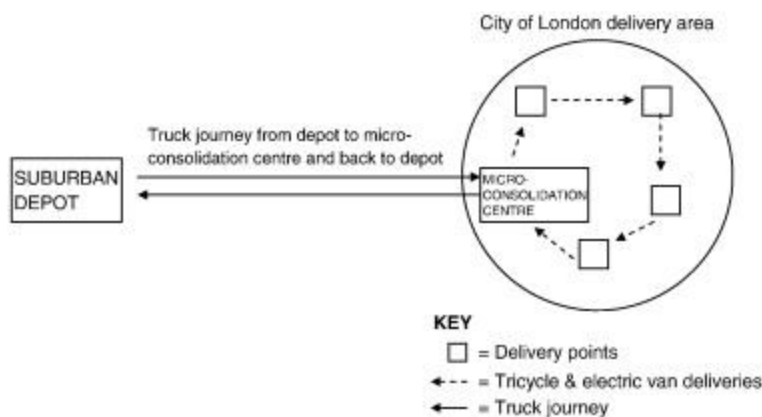 City of London delivery area
Truck journey from depot to micro-
consolidation centre and back to depot
SUBURBAN
DEPOT
MICRO-
CONSOLIDATION
CENTRE
KEY
= Delivery points
= Tricycle & electric van deliveries
= Truck journey